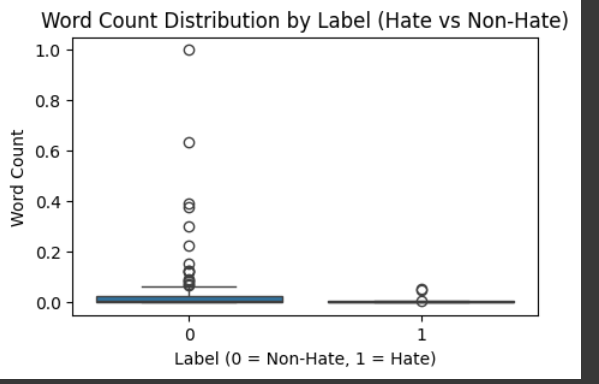 Word Count Distribution by Label (Hate vs Non-Hate)
1.0
0.8
0.6
0.4
0.2
0.0
Word Count
0 1
Label (0 = Non-Hate, 1 = Hate)